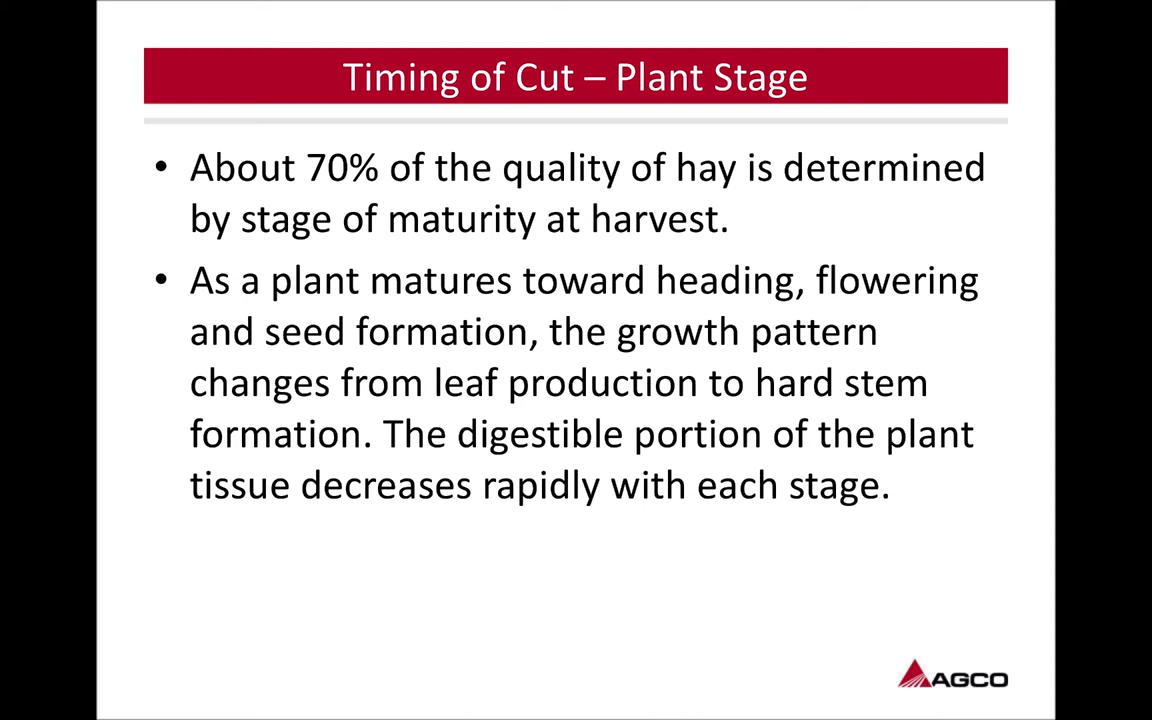 Timing of Cut – Plant Stage
• About 70% of the quality of hay is determined
by stage of maturity at harvest.
• As a plant matures toward heading, flowering
and seed formation, the growth pattern
changes from leaf production to hard stem
formation. The digestible portion of the plant
tissue decreases rapidly with each stage.
AGCO